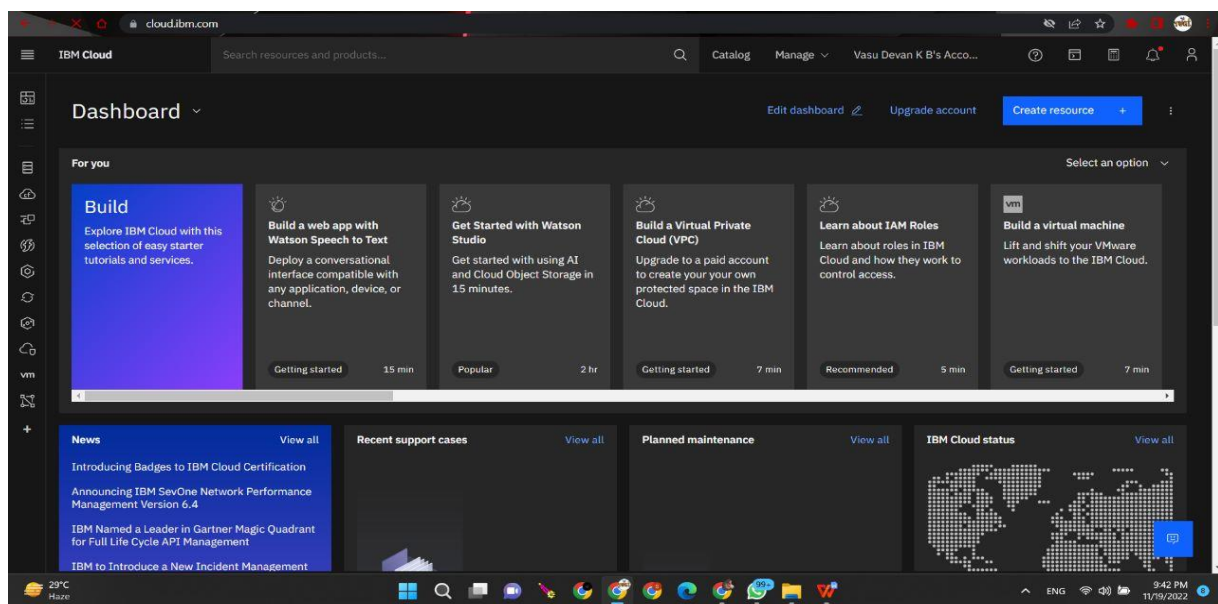 cloud.ibm.com
IBM Cloud
Search resources and products...
Catalog
Manage
Vasu Devan K B's Acco...
Dashboard
Edit dashboard
Upgrade account
Create resource +
For you
Select an option
Build
Explore IBM Cloud with this
selection of easy starter
tutorials and services.
Build a web app with
Watson Speech to Text
Deploy a conversational
interface compatible with
any application, device, or
channel.
Getting started
15 min
Get Started with Watson
Studio
Get started with using AI
and Cloud Object Storage in
15 minutes.
Popular
2 hr
Build a Virtual Private
Cloud (VPC)
Upgrade to a paid account
to create your your own
protected space in the IBM
Cloud.
Getting started
7 min
Learn about IAM Roles
Learn about roles in IBM
Cloud and how they work to
control access.
Recommended
5 min
vm
Build a virtual machine
Lift and shift your VMware
workloads to the IBM Cloud.
Getting started
7 min
vm
News
View all
Introducing Badges to IBM Cloud Certification
Announcing IBM SevOne Network Performance
Management Version 6.4
IBM Named a Leader in Gartner Magic Quadrant
for Full Life Cycle API Management
IBM to Introduce a New Incident Management
Recent support cases
View all
Planned maintenance
View all
IBM Cloud status
View all
29°C
Haze
99+
ENG
9:42 PM
11/19/2022
8